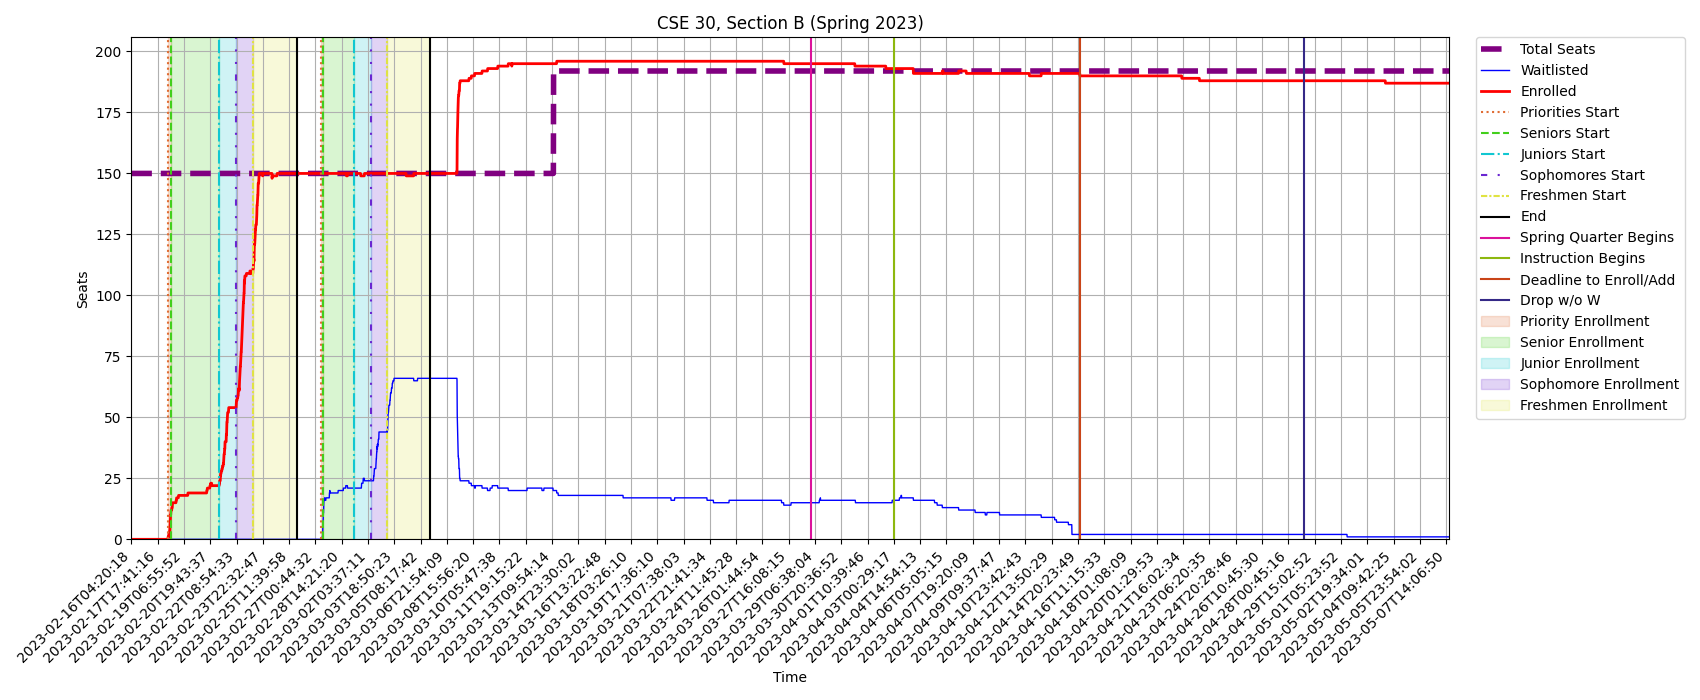 CSE 30, Section B (Spring 2023)
Seats
200
175
150
125
100
75
50
25
0
2023-02-16T04:20:18
2023-02-17T17:41:16
2023-02-19T06:55:52
2023-02-20T19:43:37
2023-02-22T08:54:33
2023-02-23T22:32:47
2023-02-25T11:39:58
2023-02-27T00:44:32
2023-02-28T14:21:20
2023-03-02T03:37:11
2023-03-03T18:50:23
2023-03-05T08:17:42
2023-03-06T21:54:09
2023-03-08T15:56:20
2023-03-10T05:47:38
2023-03-11T19:15:22
2023-03-13T09:54:14
2023-03-14T23:30:02
2023-03-16T13:22:48
2023-03-18T03:26:10
2023-03-19T17:36:10
2023-03-21T07:38:03
2023-03-22T21:41:34
2023-03-24T11:45:28
2023-03-26T01:44:54
2023-03-27T16:08:15
2023-03-29T06:38:04
2023-03-30T20:36:52
2023-04-01T10:39:46
2023-04-03T00:29:17
2023-04-04T14:54:13
2023-04-06T05:05:15
2023-04-07T19:20:09
2023-04-09T09:37:47
2023-04-10T23:42:43
2023-04-12T13:50:29
2023-04-14T20:23:49
2023-04-16T11:15:33
2023-04-18T01:08:09
2023-04-20T01:29:53
2023-04-21T16:02:34
2023-04-23T06:20:35
2023-04-24T20:28:46
2023-04-26T10:45:30
2023-04-28T00:45:16
2023-04-29T15:02:52
2023-05-01T05:23:52
2023-05-02T19:34:01
2023-05-04T09:42:25
2023-05-05T23:54:02
2023-05-07T14:06:50
Time
Total Seats
Waitlisted
Enrolled
Priorities Start
Seniors Start
Juniors Start
Sophomores Start
Freshmen Start
End
Spring Quarter Begins
Instruction Begins
Deadline to Enroll/Add
Drop w/o W
Priority Enrollment
Senior Enrollment
Junior Enrollment
Sophomore Enrollment
Freshmen Enrollment